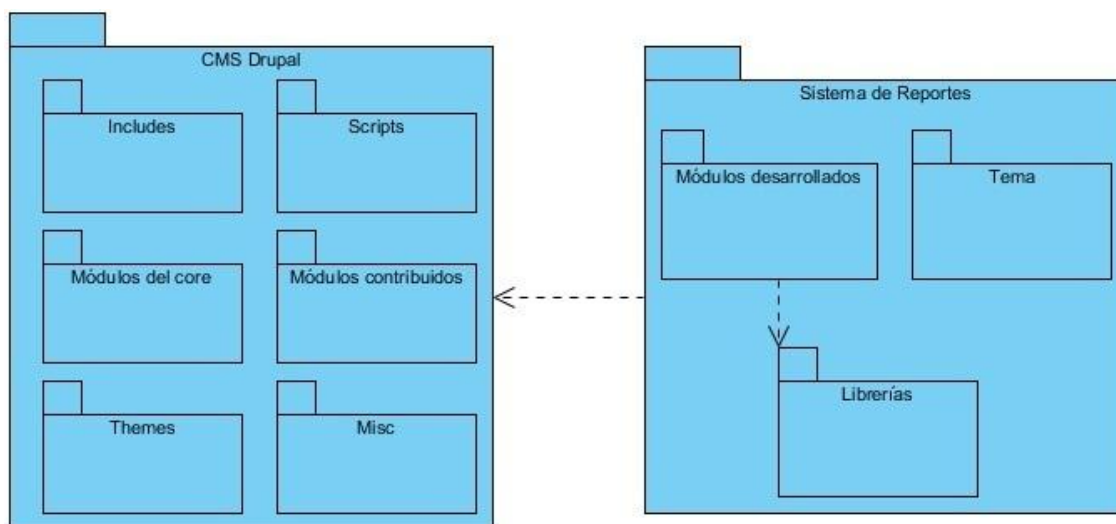 CMS Drupal
Includes
Scripts
Módulos del core
Módulos contribuidos
Themes
Misc
Sistema de Reportes
Módulos desarrollados
Tema
Librerías